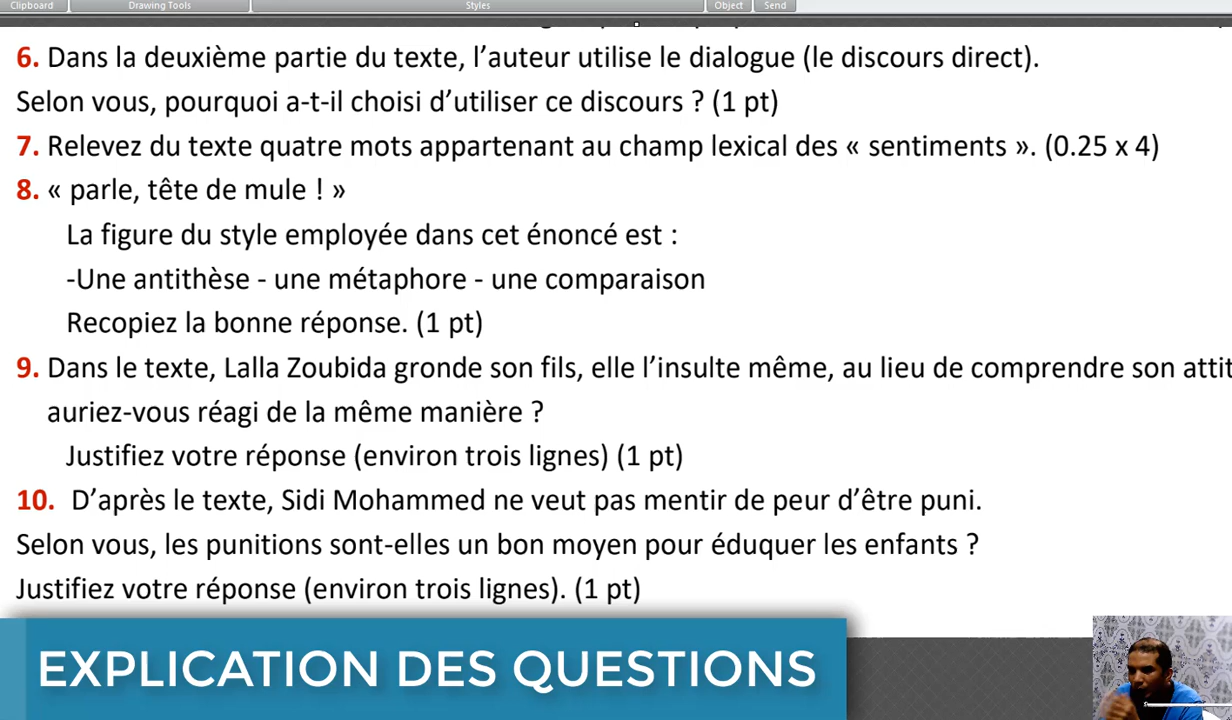 Clipboard
Drawing Tools
Styles
Object
Send
6. Dans la deuxième partie du texte, l’auteur utilise le dialogue (le discours direct).
Selon vous, pourquoi a-t-il choisi d’utiliser ce discours ? (1 pt)
7. Relevez du texte quatre mots appartenant au champ lexical des « sentiments ». (0.25 x 4)
8. « parle, tête de mule ! »
La figure du style employée dans cet énoncé est :
-Une antithèse - une métaphore - une comparaison
Recopiez la bonne réponse. (1 pt)
9. Dans le texte, Lalla Zoubida gronde son fils, elle l’insulte même, au lieu de comprendre son attit
auriez-vous réagi de la même manière ?
Justifiez votre réponse (environ trois lignes) (1 pt)
10. D’après le texte, Sidi Mohammed ne veut pas mentir de peur d’être puni.
Selon vous, les punitions sont-elles un bon moyen pour éduquer les enfants ?
Justifiez votre réponse (environ trois lignes). (1 pt)
EXPLICATION DES QUESTIONS